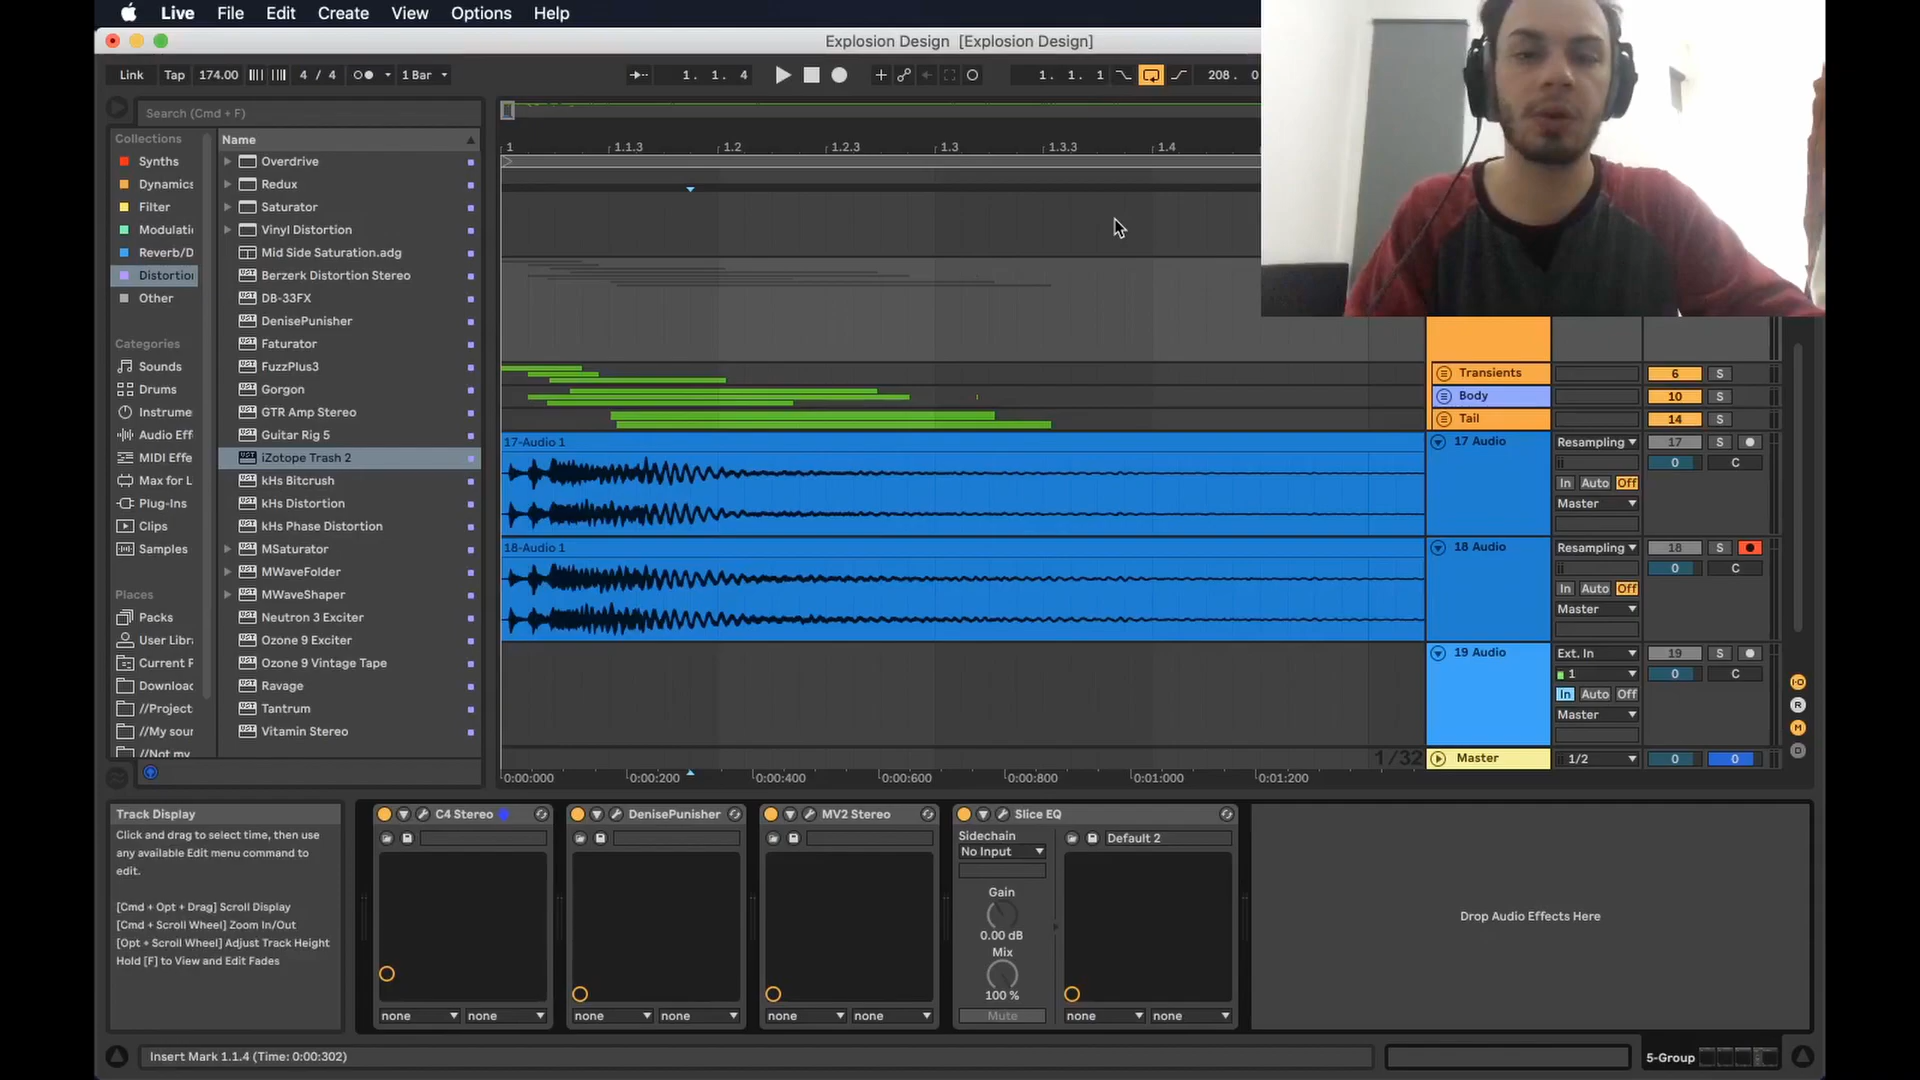 Live File Edit Create View Options Help
Explosion Design [Explosion Design]
Link Tap 174.00 4 / 4 1 Bar 1. 1. 4 1. 1. 1 208. 0
Search (Cmd + F)
Collections
Synths
Dynamics
Filter
Modulati
Reverb/D
Distortion
Other
Categories
Sounds
Drums
Instrume
Audio Eff
MIDI Effe
Max for L
Plug-Ins
Clips
Samples
Places
Packs
User Libr
Current P
Downloac
//Project
//My sour
//Not my
Name
Overdrive
Redux
Saturator
Vinyl Distortion
Mid Side Saturation.adg
Berzerk Distortion Stereo
DB-33FX
DenisePunisher
Faturator
FuzzPlus3
Gorgon
GTR Amp Stereo
Guitar Rig 5
iZotope Trash 2
kHs Bitcrush
kHs Distortion
kHs Phase Distortion
MSaturator
MWaveFolder
MWaveShaper
Neutron 3 Exciter
Ozone 9 Exciter
Ozone 9 Vintage Tape
Ravage
Tantrum
Vitamin Stereo
1 1.1.3 1.2 1.2.3 1.3 1.3.3 1.4
Transients 6 S
Body 10 S
Tail 14 S
17-Audio 1
17 Audio Resampling 17 S
0 C
In Auto Off
Master
18-Audio 1
18 Audio Resampling 18 S
0 C
In Auto Off
Master
19 Audio Ext. In 19 S
1 0 C
In Auto Off
Master
1/32
Master 1/2 0 0
I·O
R
M
D
0:00:000 0:00:200 0:00:400 0:00:600 0:00:800 0:01:000 0:01:200
Track Display
Click and drag to select time, then use
any available Edit menu command to
edit.
[Cmd + Opt + Drag] Scroll Display
[Cmd + Scroll Wheel] Zoom In/Out
[Opt + Scroll Wheel] Adjust Track Height
Hold [F] to View and Edit Fades
C4 Stereo
none none
DenisePunisher
none none
MV2 Stereo
none none
Slice EQ
Sidechain
No Input
Gain
0.00 dB
Mix
100 %
Mute
Default 2
none none
Drop Audio Effects Here
Insert Mark 1.1.4 (Time: 0:00:302)
5-Group